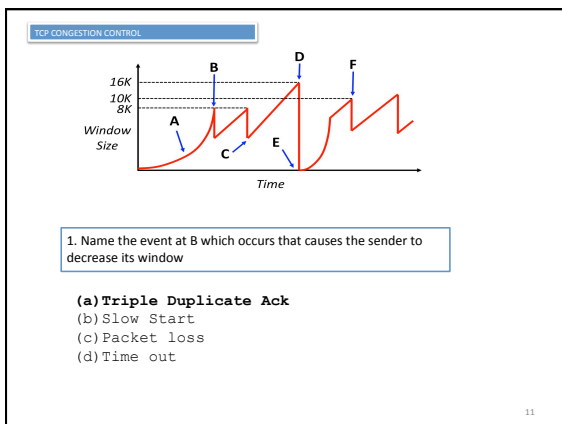 TCP CONGESTION CONTROL
D
B
F
16K
10K
8K
A
Window
Size
C
E
Time
1. Name the event at B which occurs that causes the sender to
decrease its window
(a)Triple Duplicate Ack
(b)Slow Start
(c)Packet loss
(d)Time out
11